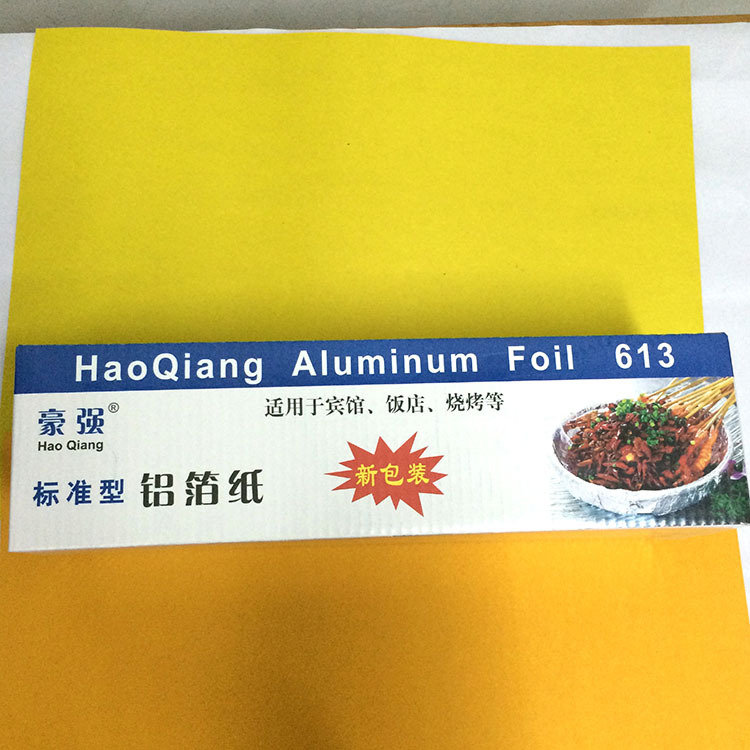 HaoQiang Aluminum Foil 613
豪强®
Hao Qiang
适用于宾馆、饭店、烧烤等
标准型 铝箔纸
新包装